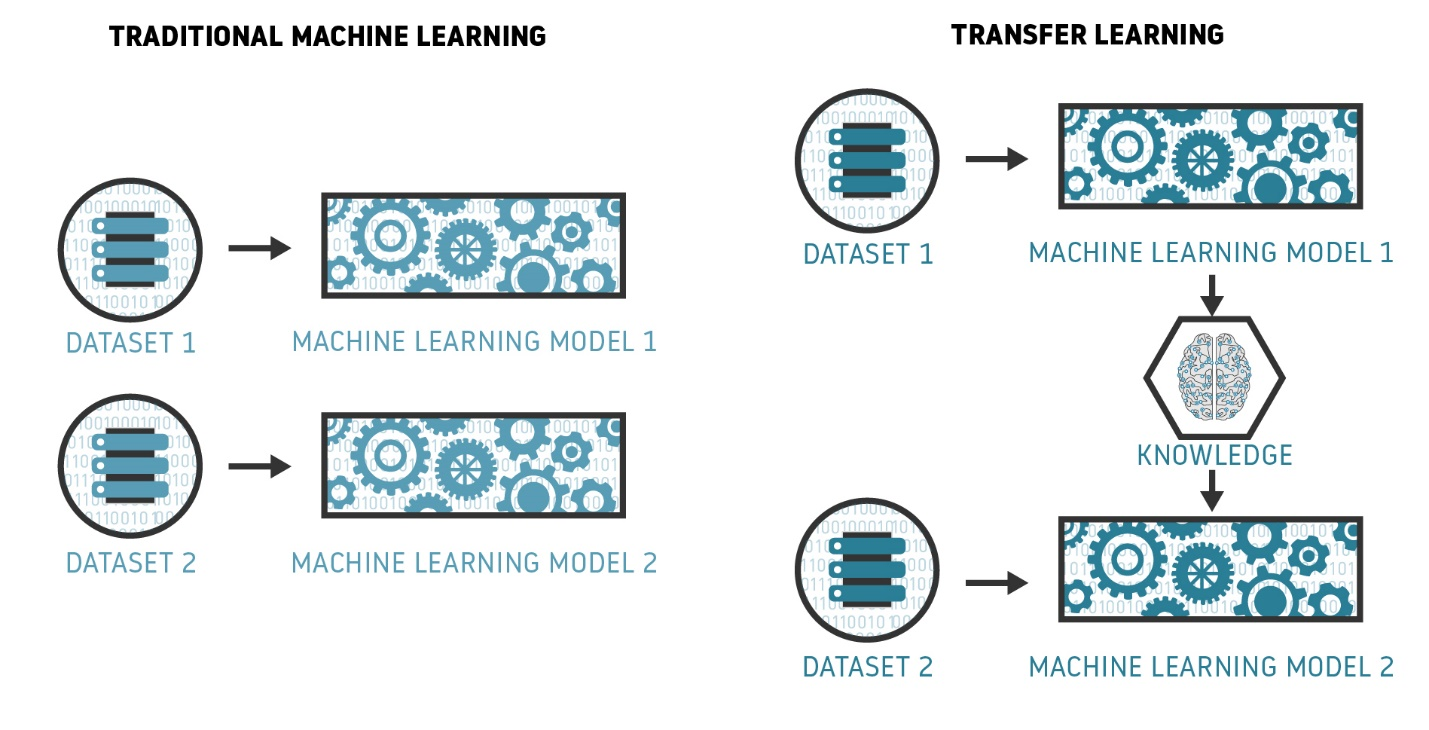 TRADITIONAL MACHINE LEARNING
DATASET 1
MACHINE LEARNING MODEL 1
DATASET 2
MACHINE LEARNING MODEL 2
TRANSFER LEARNING
DATASET 1
MACHINE LEARNING MODEL 1
KNOWLEDGE
DATASET 2
MACHINE LEARNING MODEL 2